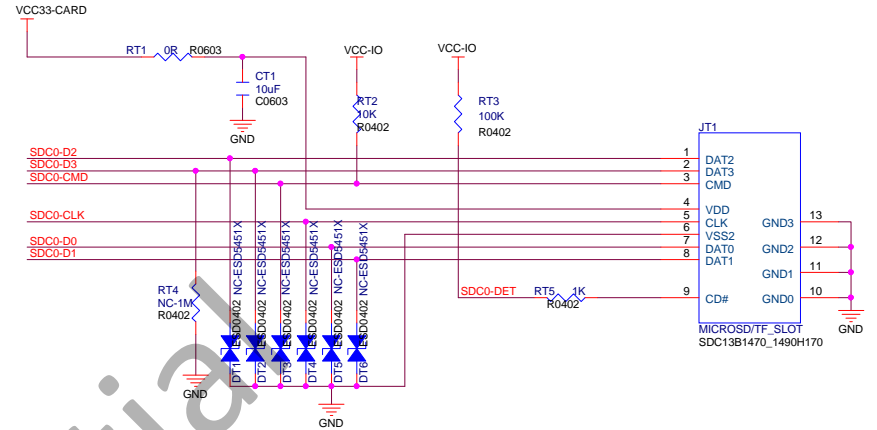 VCC33-CARD
RT1 0R R0603
VCC-IO
VCC-IO
CT1
10uF
C0603
GND
RT2
10K
R0402
RT3
100K
R0402
JT1
SDC0-D2
SDC0-D3
SDC0-CMD
SDC0-CLK
SDC0-D0
SDC0-D1
1 DAT2
2 DAT3
3 CMD
4 VDD
5 CLK
6 VSS2
7 DAT0
8 DAT1
9 CD#
GND3 13
GND2 12
GND1 11
GND0 10
GND
SDC0-DET RT5 1K
R0402
MICROSD/TF_SLOT
SDC13B1470_1490H170
RT4
NC-1M
R0402
GND
DT1 ESD0402 NC-ESD5451X
DT2 ESD0402 NC-ESD5451X
DT3 ESD0402 NC-ESD5451X
DT4 ESD0402 NC-ESD5451X
DT5 ESD0402 NC-ESD5451X
DT6 ESD0402 NC-ESD5451X
GND
tial